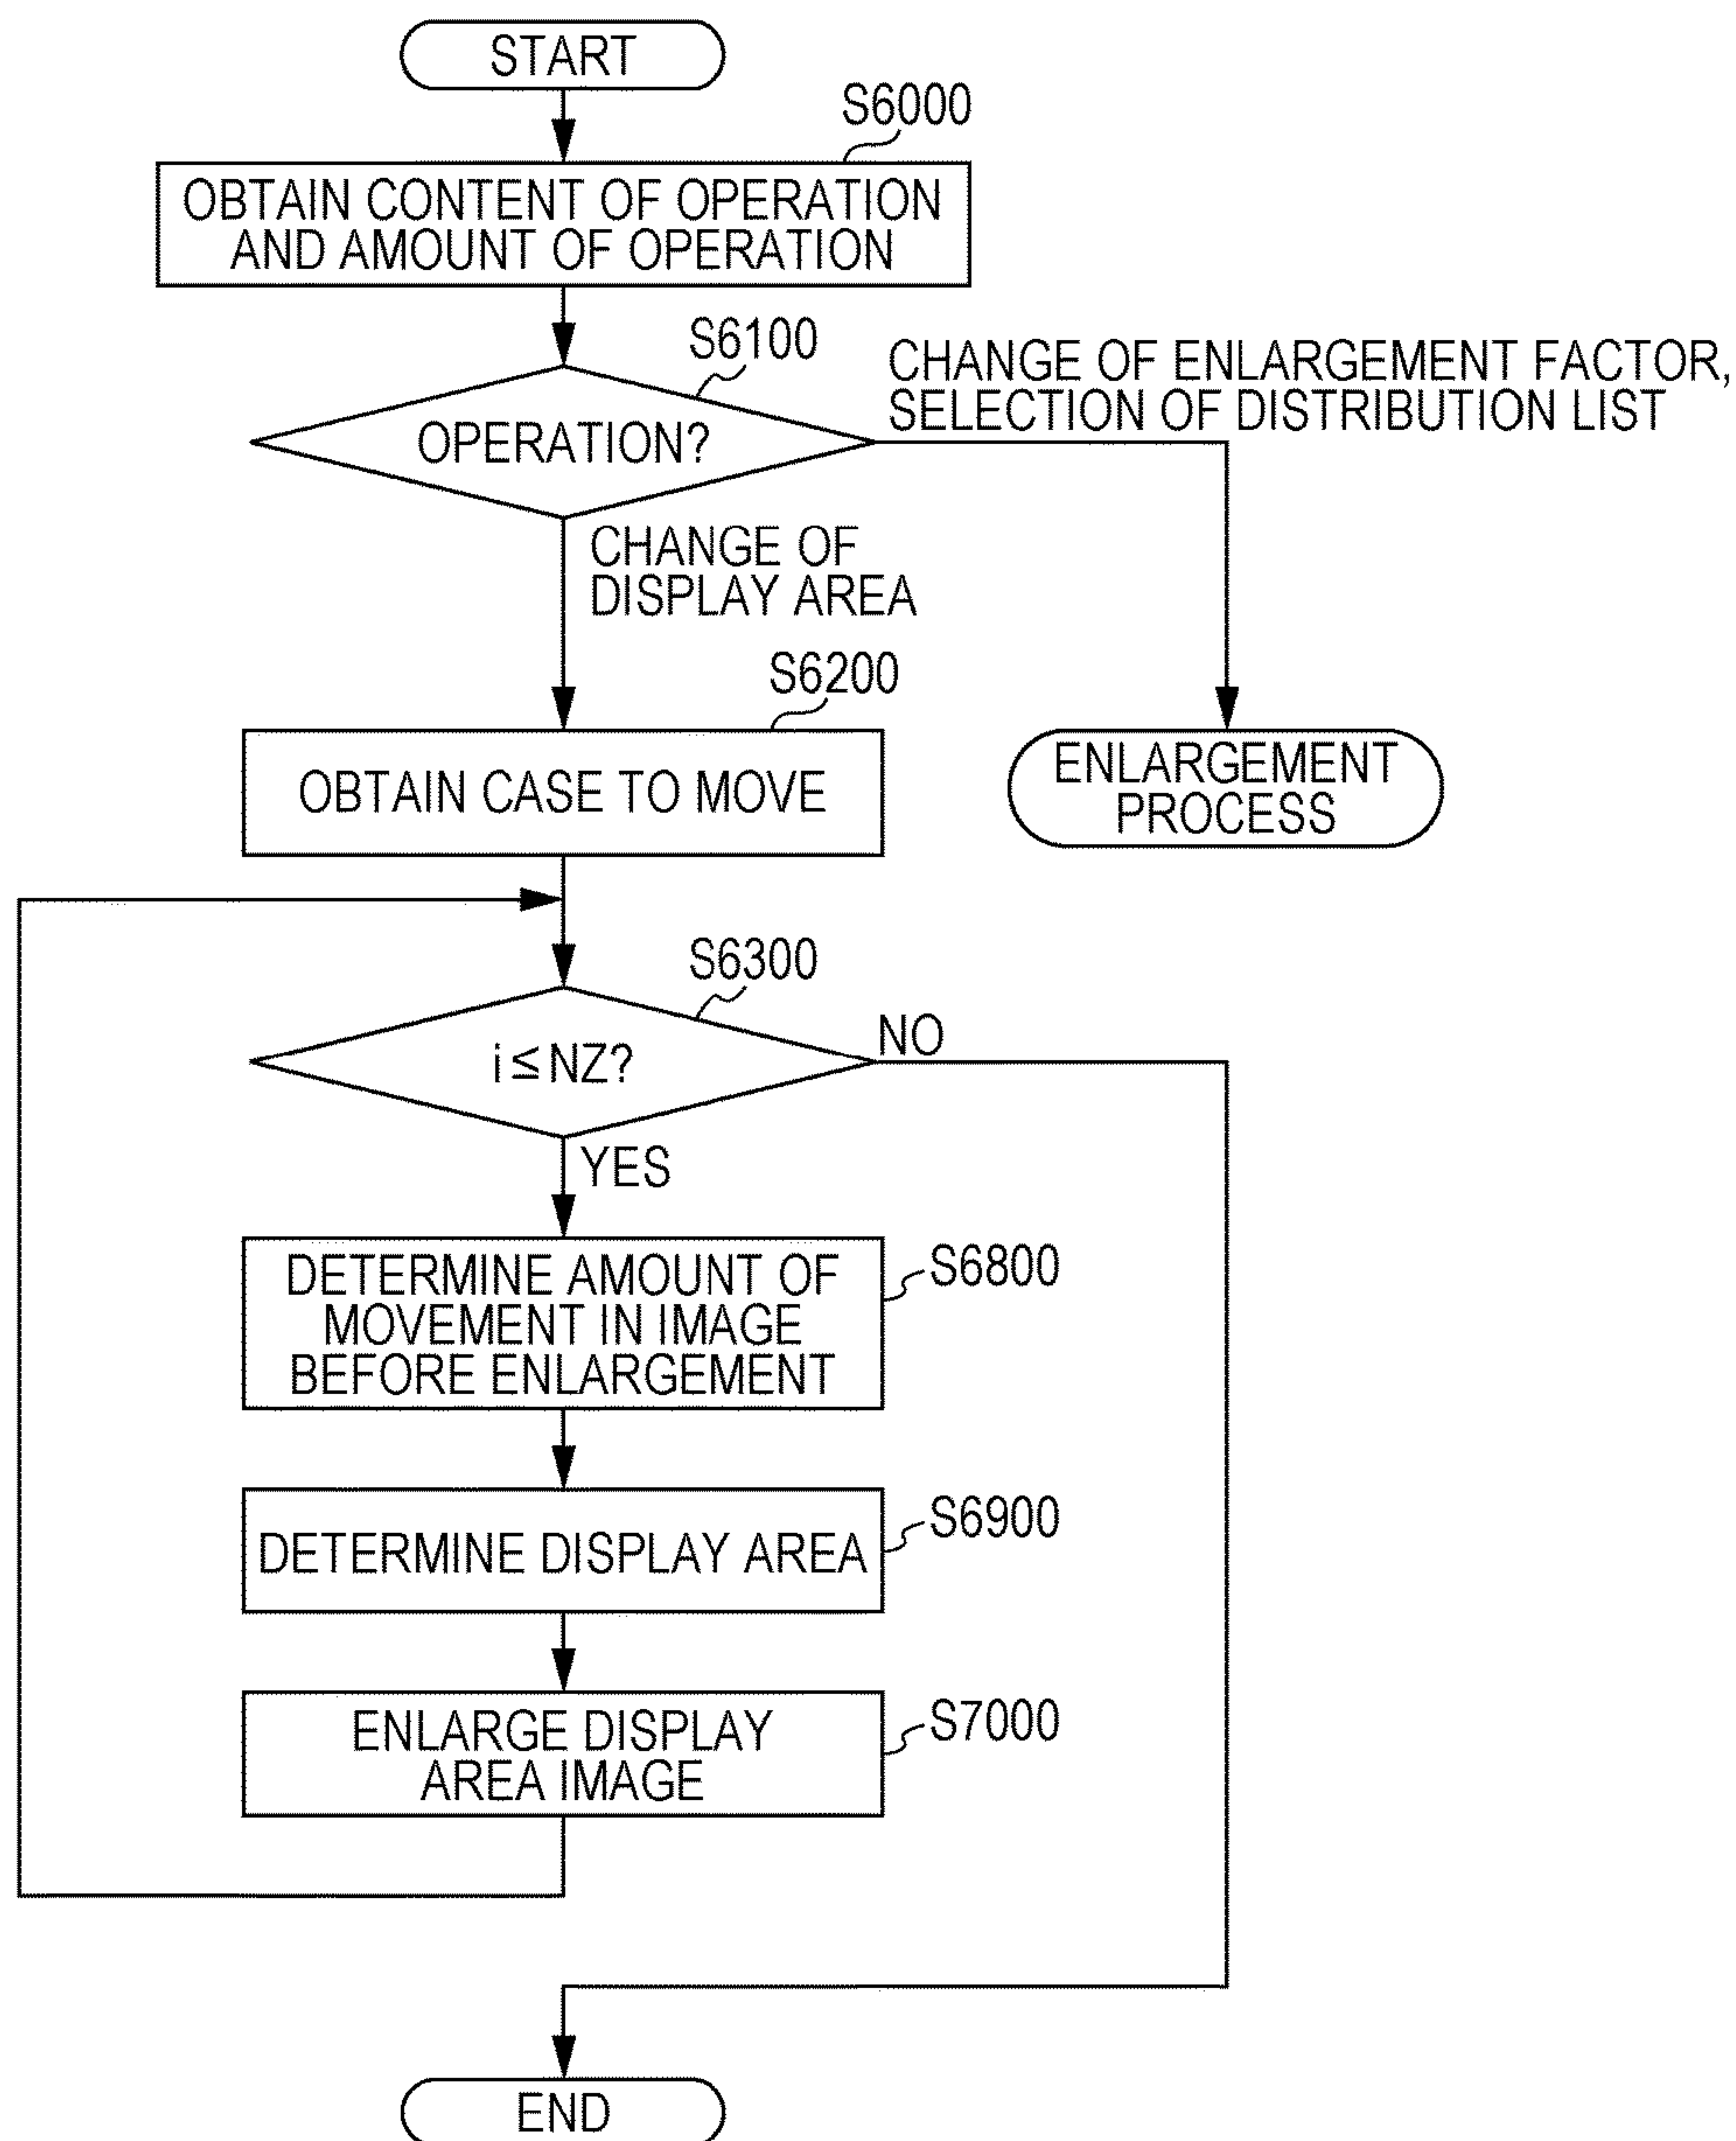 START
S6000
OBTAIN CONTENT OF OPERATION
AND AMOUNT OF OPERATION
S6100
CHANGE OF ENLARGEMENT FACTOR,
SELECTION OF DISTRIBUTION LIST
OPERATION?
CHANGE OF
DISPLAY AREA
S6200
OBTAIN CASE TO MOVE
ENLARGEMENT
PROCESS
S6300
NO
i ≤ NZ?
YES
DETERMINE AMOUNT OF
MOVEMENT IN IMAGE
BEFORE ENLARGEMENT
S6800
DETERMINE DISPLAY AREA
S6900
ENLARGE DISPLAY
AREA IMAGE
S7000
END